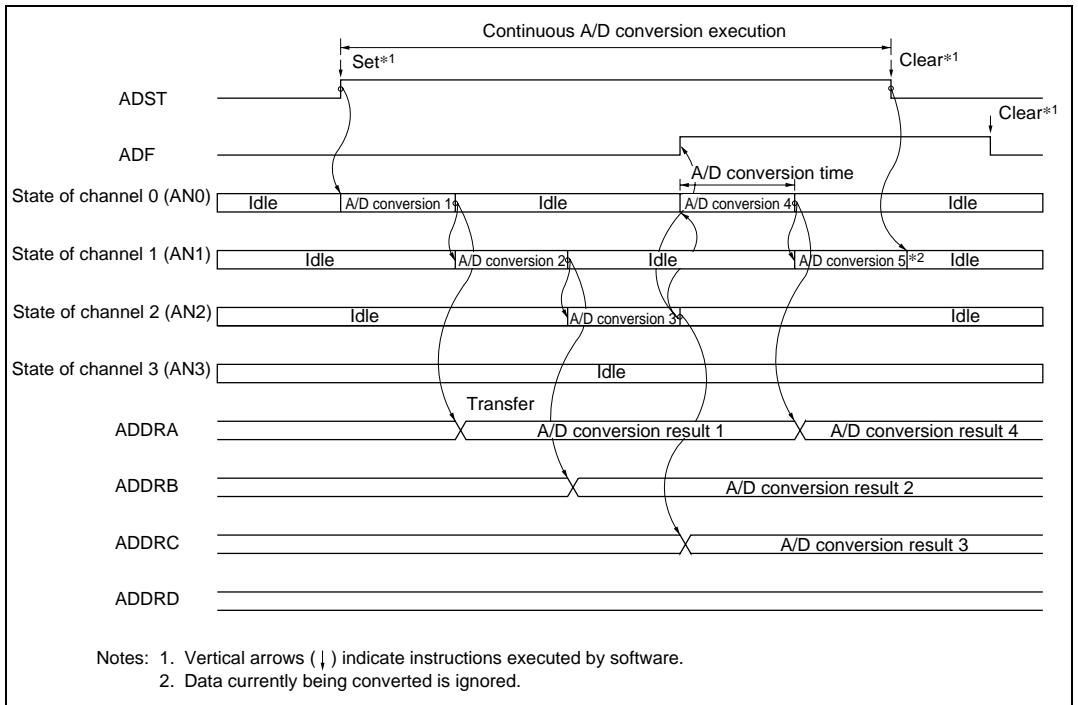 Continuous A/D conversion execution
Set*1
Clear*1
ADST
Clear*1
ADF
A/D conversion time
State of channel 0 (AN0)
Idle
A/D conversion 1
Idle
A/D conversion 4
Idle
State of channel 1 (AN1)
Idle
A/D conversion 2
Idle
A/D conversion 5
*2
Idle
State of channel 2 (AN2)
Idle
A/D conversion 3
Idle
State of channel 3 (AN3)
Idle
Transfer
ADDRA
A/D conversion result 1
A/D conversion result 4
ADDRB
A/D conversion result 2
ADDRC
A/D conversion result 3
ADDRD
Notes: 1. Vertical arrows (↓) indicate instructions executed by software.
2. Data currently being converted is ignored.